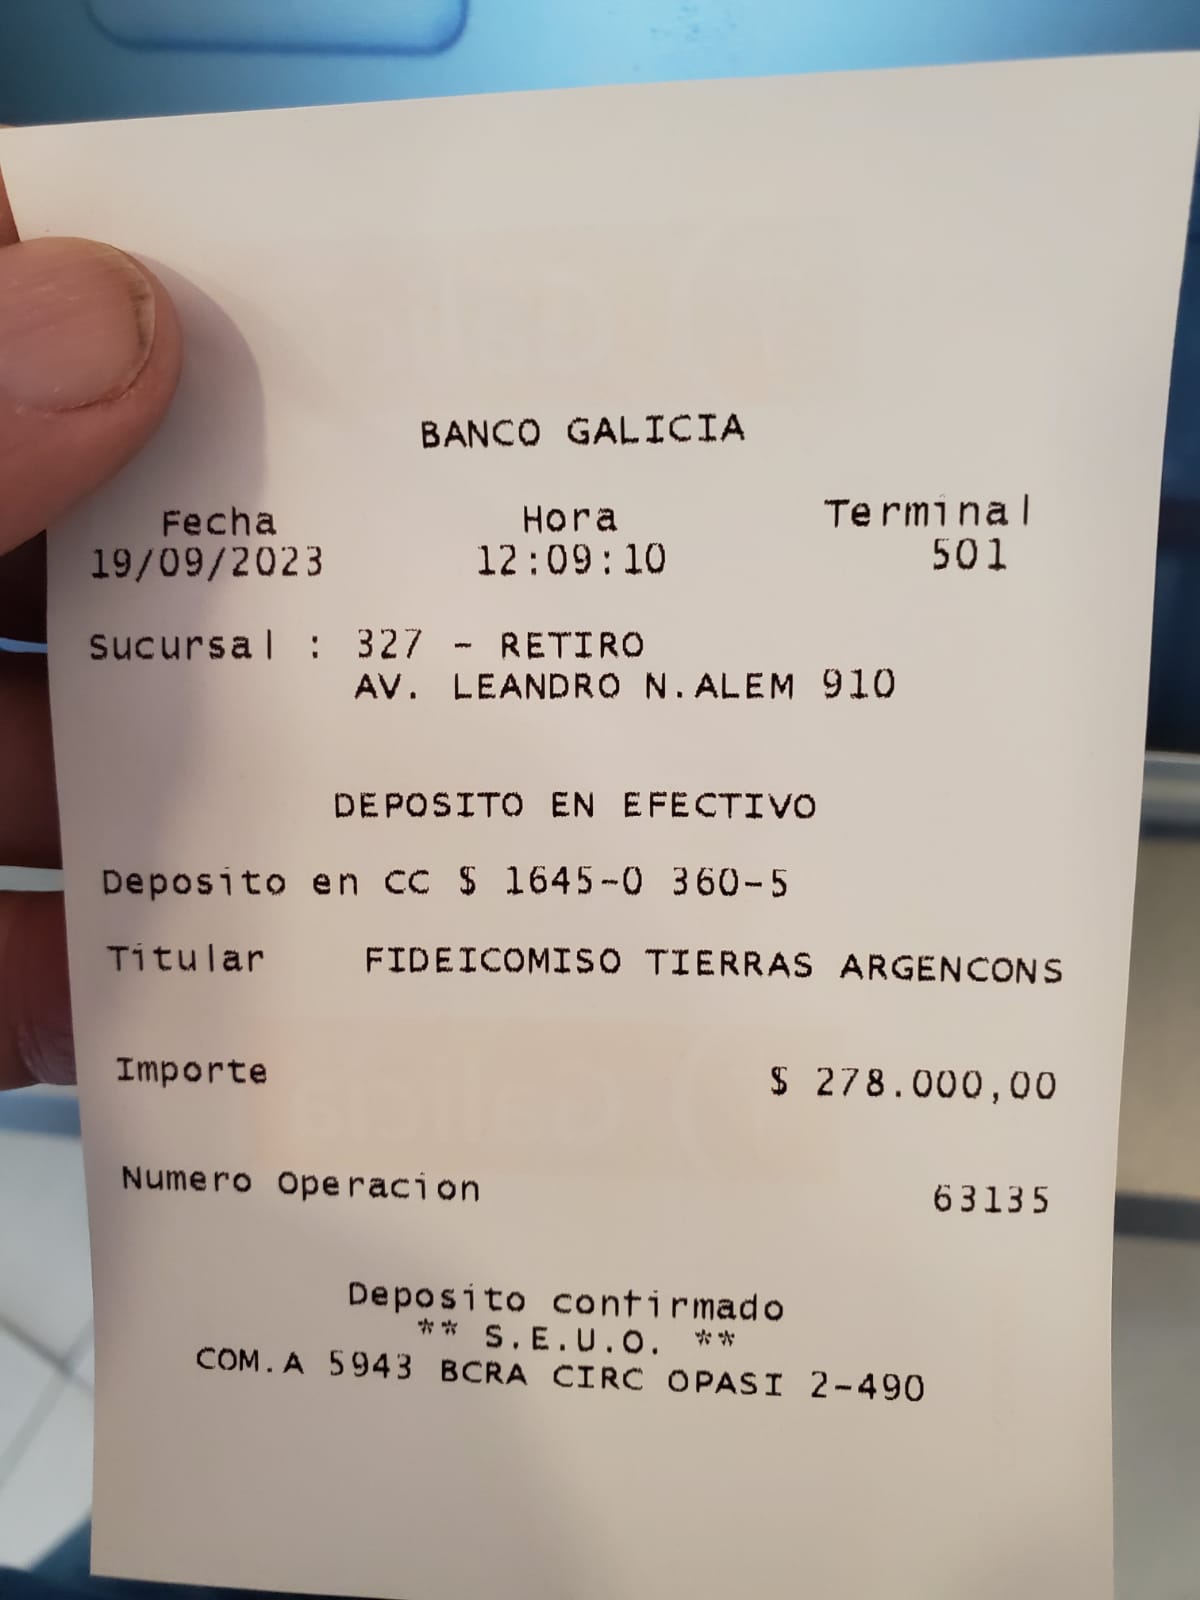 BANCO GALICIA
Fecha Hora Terminal
19/09/2023 12:09:10 501
Sucursal : 327 - RETIRO
AV. LEANDRO N.ALEM 910
DEPOSITO EN EFECTIVO
Deposito en CC $ 1645-0 360-5
Titular FIDEICOMISO TIERRAS ARGENCONS
Importe $ 278.000,00
Numero Operacion 63135
Deposito confirmado
** S.E.U.O. **
COM.A 5943 BCRA CIRC OPASI 2-490